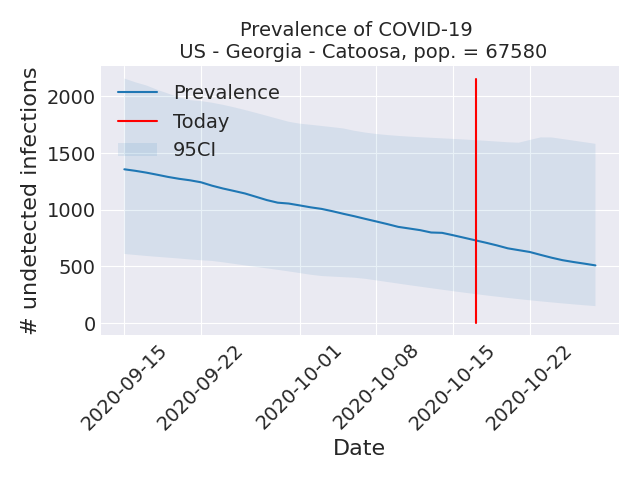 Prevalence of COVID-19
US - Georgia - Catoosa, pop. = 67580
# undetected infections
2000
1500
1000
500
0
Prevalence
Today
95CI
2020-09-15
2020-09-22
2020-10-01
2020-10-08
2020-10-15
2020-10-22
Date